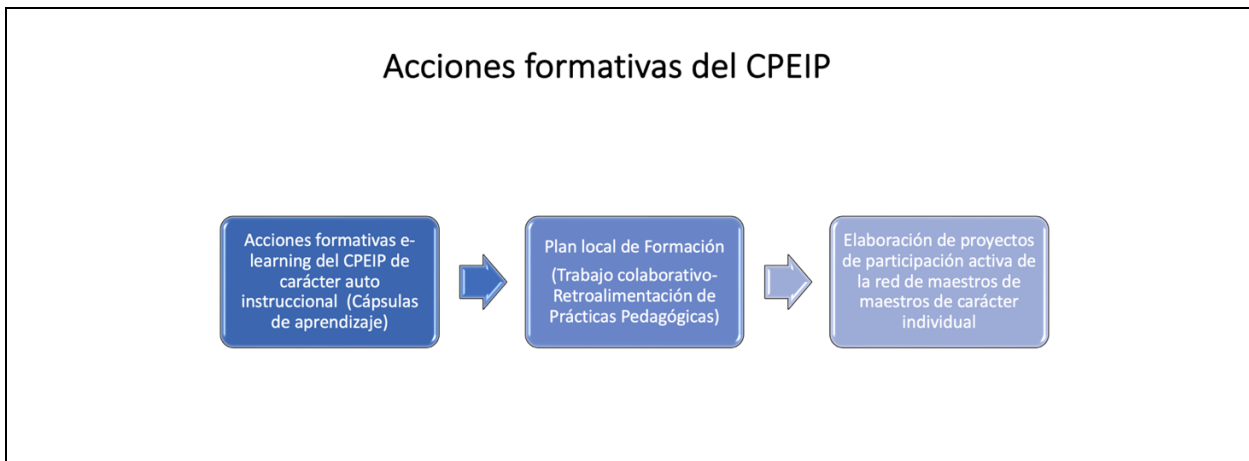 Acciones formativas del CPEIP
Acciones formativas e-
learning del CPEIP de
carácter auto
instruccional (Cápsulas
de aprendizaje)
Plan local de Formación
(Trabajo colaborativo-
Retroalimentación de
Prácticas Pedagógicas)
Elaboración de proyectos
de participación activa de
la red de maestros de
maestros de carácter
individual